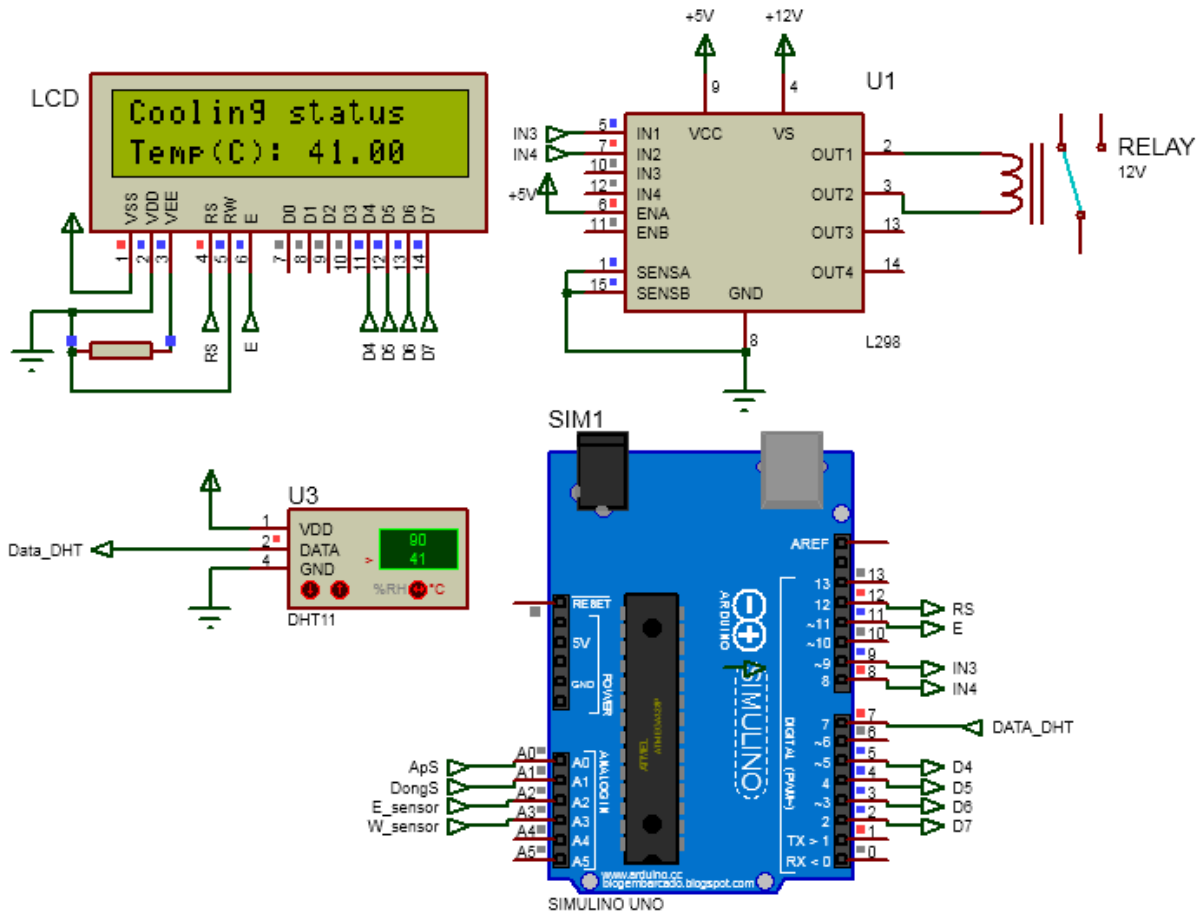 LCD
Cooling status
Temp(C): 41.00
VSS
VDD
VEE
RS
RW
E
D0
D1
D2
D3
D4
D5
D6
D7
1
2
3
4
5
6
7
8
9
10
11
12
13
14
RS
E
D4
D5
D6
D7
+5V
+12V
U1
9
4
IN3
IN4
+5V
5
7
10
12
6
11
1
15
IN1
IN2
IN3
IN4
ENA
ENB
SENSA
SENSB
VCC
VS
GND
OUT1
OUT2
OUT3
OUT4
2
3
13
14
8
L298
RELAY
12V
U3
Data_DHT
1
2
4
VDD
DATA
GND
>
90
41
%RH
°C
DHT11
SIM1
RESET
5V
GND
POWER
A0
A1
A2
A3
A4
A5
A0
A1
A2
A3
A4
A5
ANALOG IN
ApS
DongS
E_sensor
W_sensor
ATMEL
ARDUINO
SIMULINO
DIGITAL (PWM~)
AREF
13
12
~11
~10
~9
8
7
~6
~5
4
~3
2
TX > 1
RX < 0
13
12
11
10
9
8
7
6
5
4
3
2
1
0
RS
E
IN3
IN4
DATA_DHT
D4
D5
D6
D7
www.arduino.cc
blogembarcado.blogspot.com
SIMULINO UNO